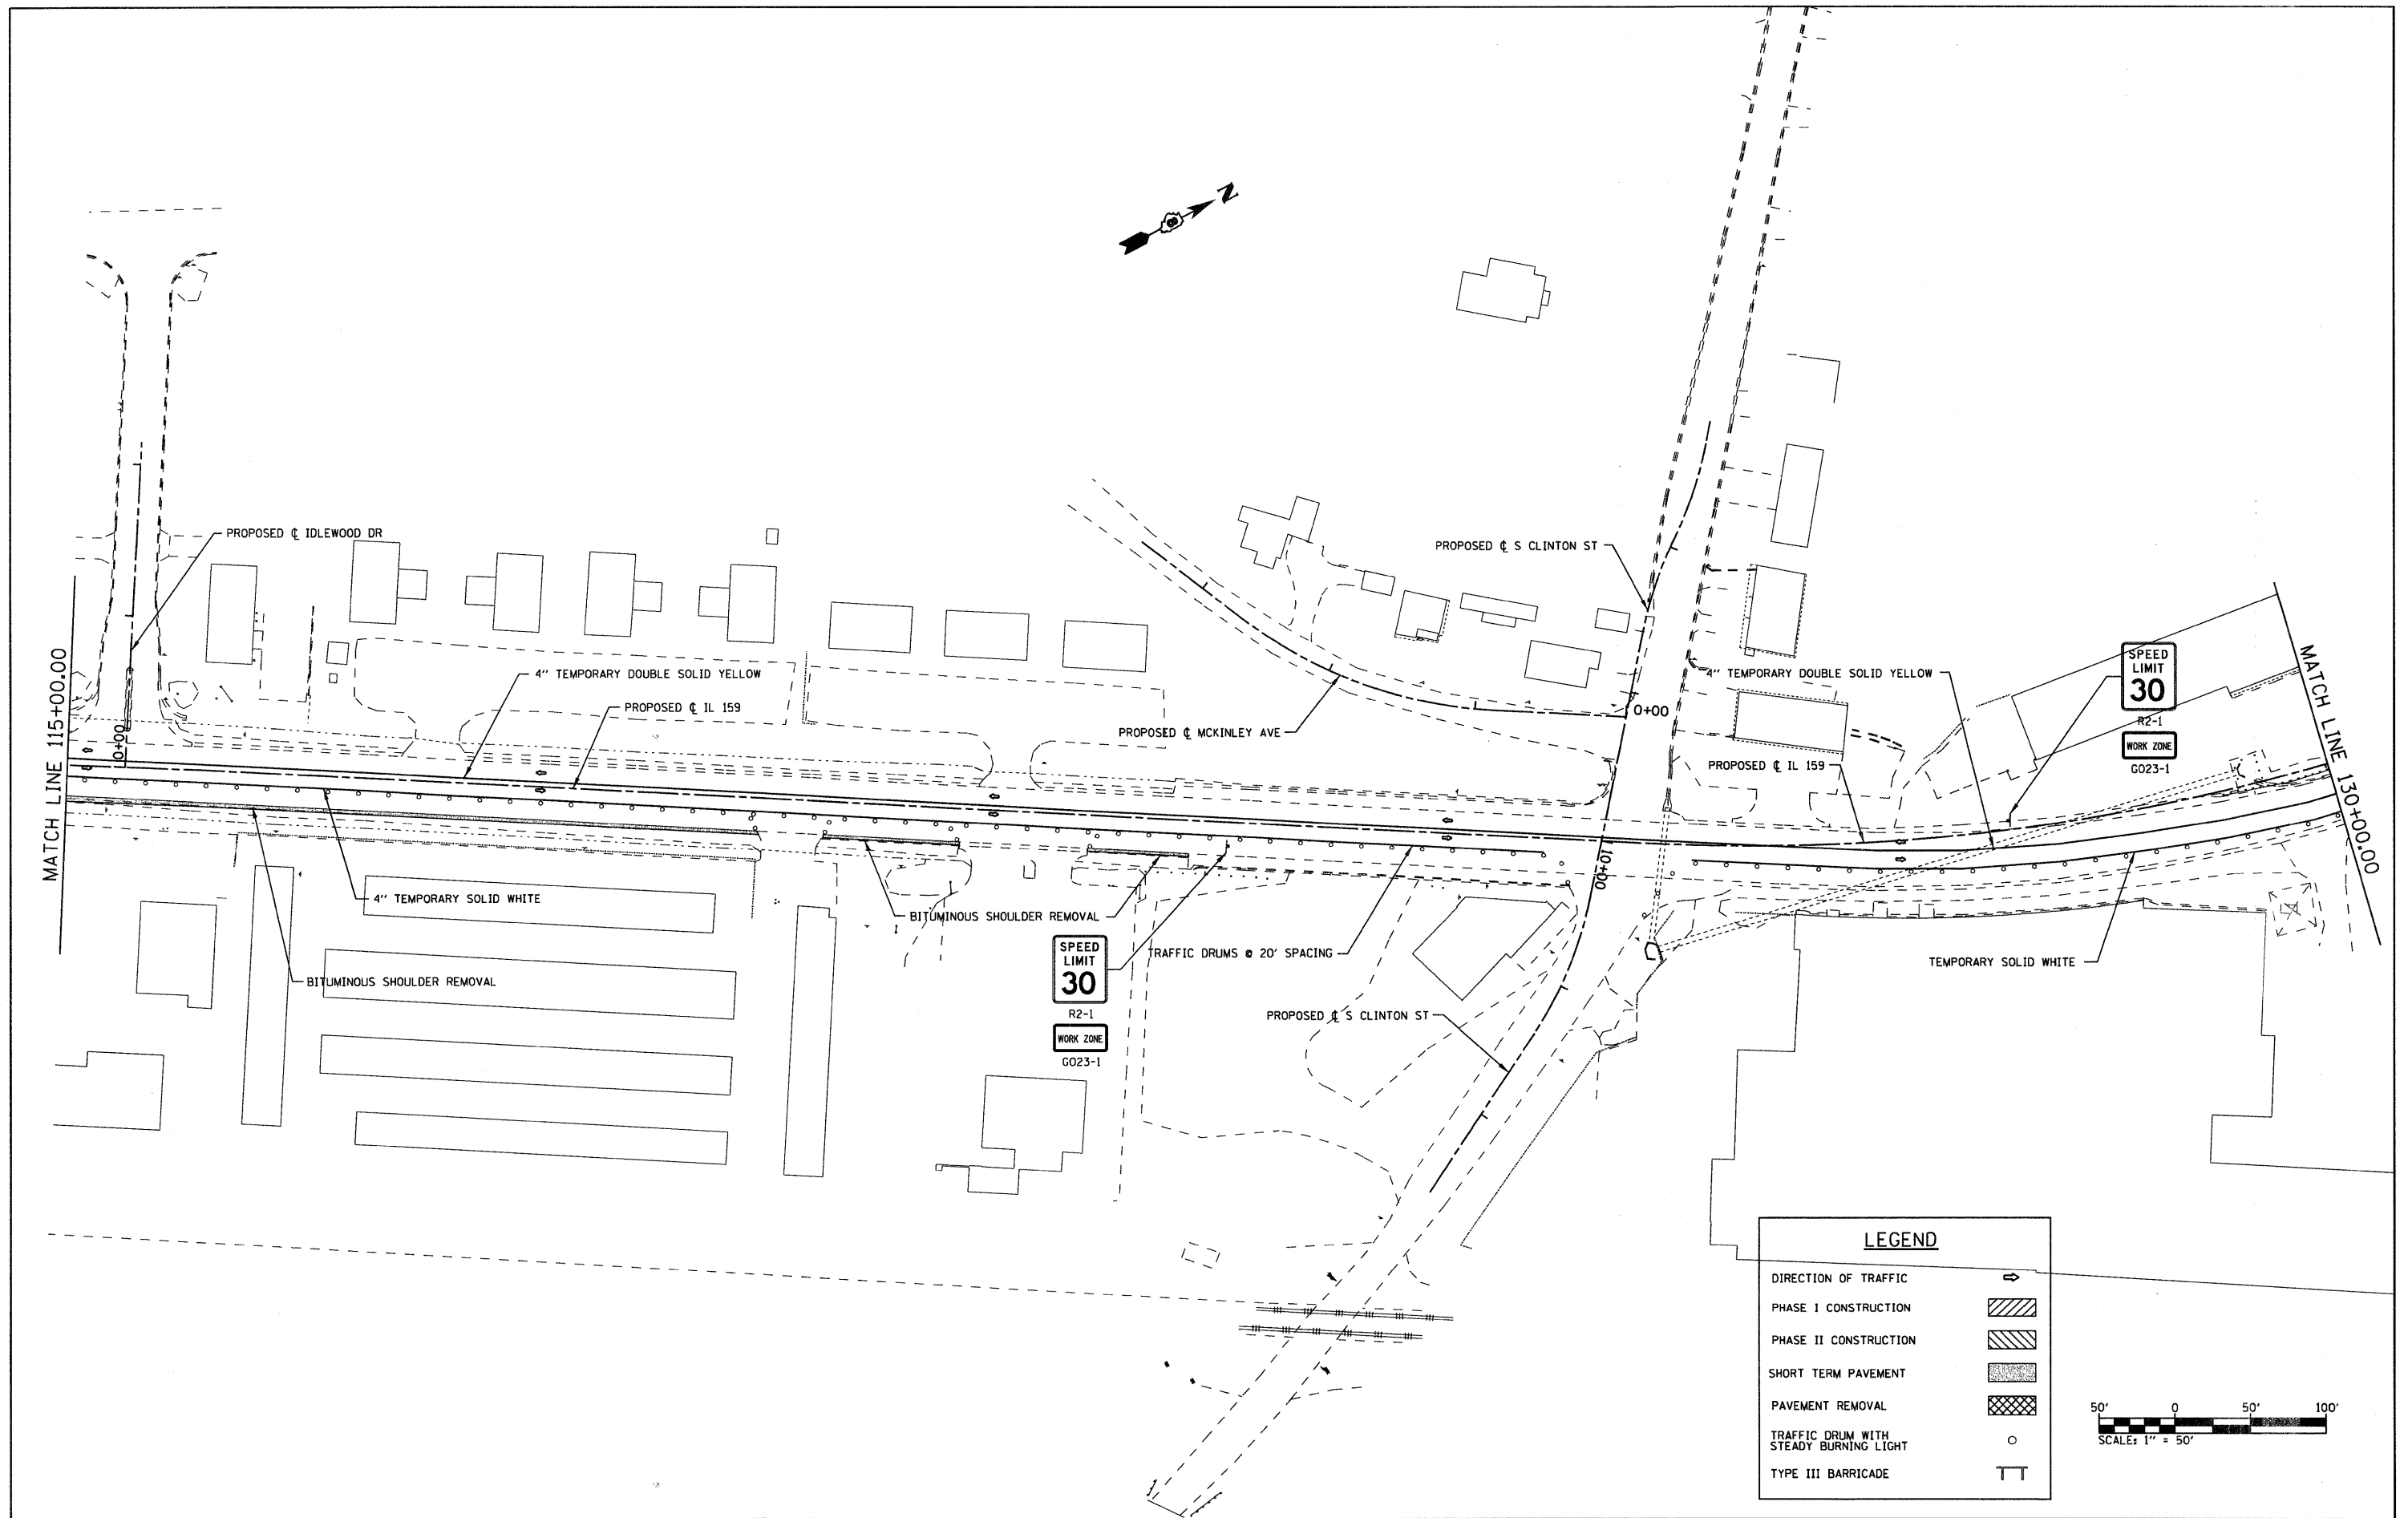 N
PROPOSED ℄ IDLEWOOD DR
PROPOSED ℄ S CLINTON ST
MATCH LINE 115+00.00
0+00
4" TEMPORARY DOUBLE SOLID YELLOW
PROPOSED ℄ IL 159
PROPOSED ℄ MCKINLEY AVE
0+00
4" TEMPORARY DOUBLE SOLID YELLOW
PROPOSED ℄ IL 159
SPEED
LIMIT
30
R2-1
WORK ZONE
G023-1
MATCH LINE 130+00.00
10+00
4" TEMPORARY SOLID WHITE
BITUMINOUS SHOULDER REMOVAL
BITUMINOUS SHOULDER REMOVAL
SPEED
LIMIT
30
R2-1
WORK ZONE
G023-1
TRAFFIC DRUMS @ 20' SPACING
PROPOSED ℄ S CLINTON ST
TEMPORARY SOLID WHITE
LEGEND
DIRECTION OF TRAFFIC
PHASE I CONSTRUCTION
PHASE II CONSTRUCTION
SHORT TERM PAVEMENT
PAVEMENT REMOVAL
TRAFFIC DRUM WITH
STEADY BURNING LIGHT
TYPE III BARRICADE
50' 0 50' 100'
SCALE: 1" = 50'